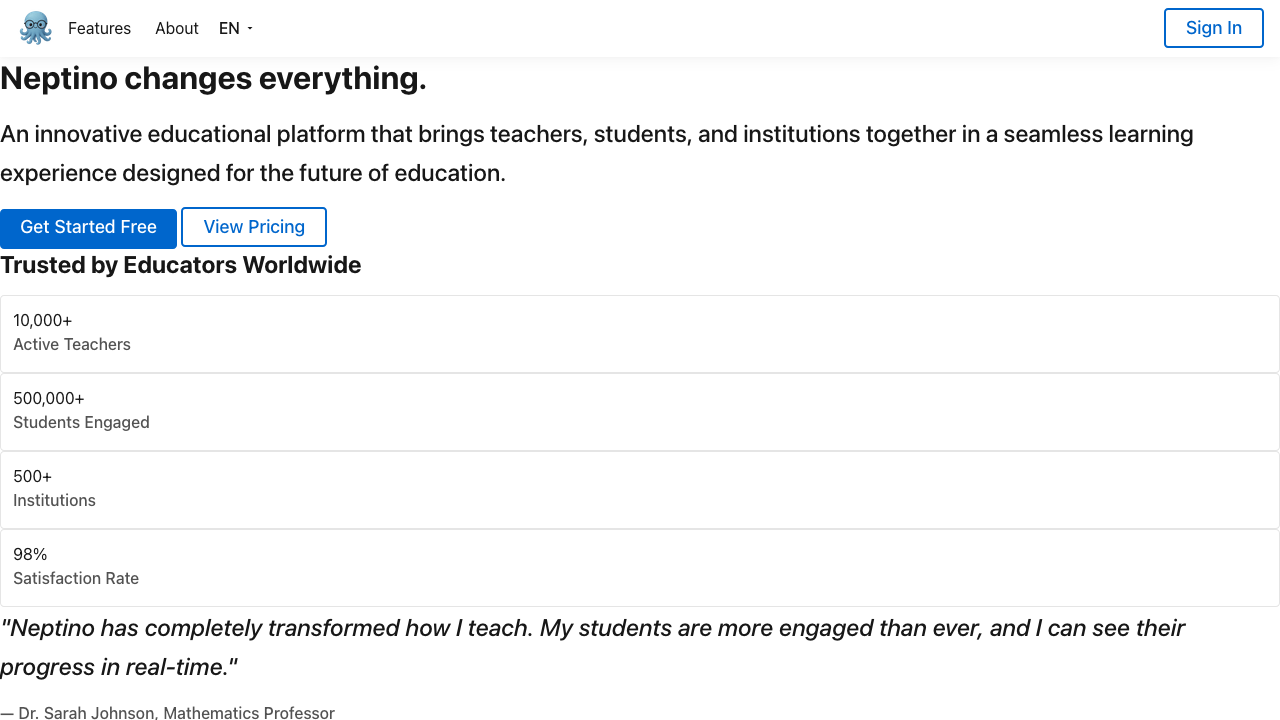 Features
About
EN
Sign In
Neptino changes everything.
An innovative educational platform that brings teachers, students, and institutions together in a seamless learning
experience designed for the future of education.
Get Started Free
View Pricing
Trusted by Educators Worldwide
10,000+
Active Teachers
500,000+
Students Engaged
500+
Institutions
98%
Satisfaction Rate
"Neptino has completely transformed how I teach. My students are more engaged than ever, and I can see their
progress in real-time."
— Dr. Sarah Johnson, Mathematics Professor